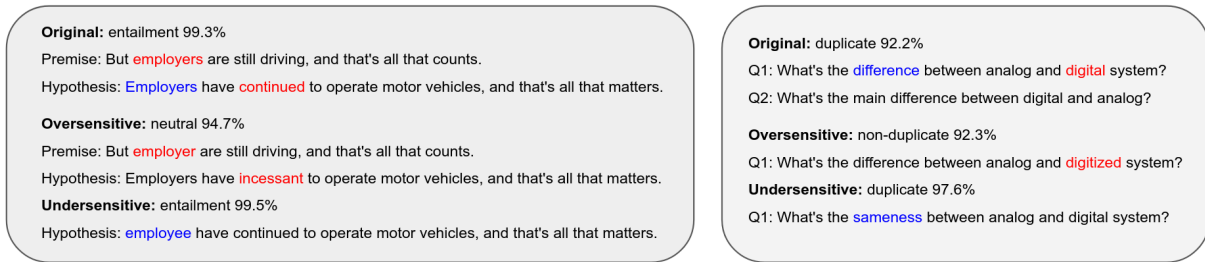 Original: entailment 99.3%
Premise: But employers are still driving, and that's all that counts.
Hypothesis: Employers have continued to operate motor vehicles, and that's all that matters.
Oversensitive: neutral 94.7%
Premise: But employer are still driving, and that's all that counts.
Hypothesis: Employers have incessant to operate motor vehicles, and that's all that matters.
Undersensitive: entailment 99.5%
Hypothesis: employee have continued to operate motor vehicles, and that's all that matters.
Original: duplicate 92.2%
Q1: What's the difference between analog and digital system?
Q2: What's the main difference between digital and analog?
Oversensitive: non-duplicate 92.3%
Q1: What's the difference between analog and digitized system?
Undersensitive: duplicate 97.6%
Q1: What's the sameness between analog and digital system?